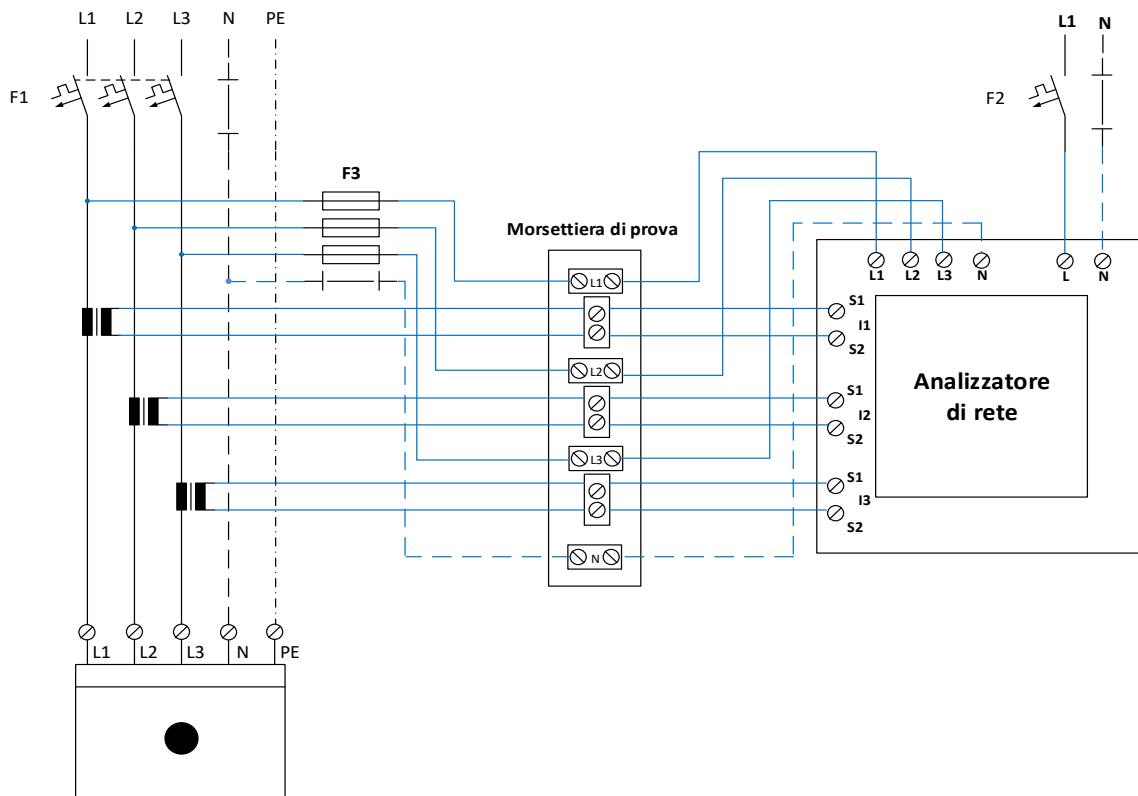 L1 L2 L3 N PE
L1 N
F1
F2
F3
Morsettiera di prova
L1
L1 L2 L3 N
L N
S1
I1
S2
L2
S1
I2
S2
Analizzatore
di rete
L3
S1
I3
S2
N
L1 L2 L3 N PE